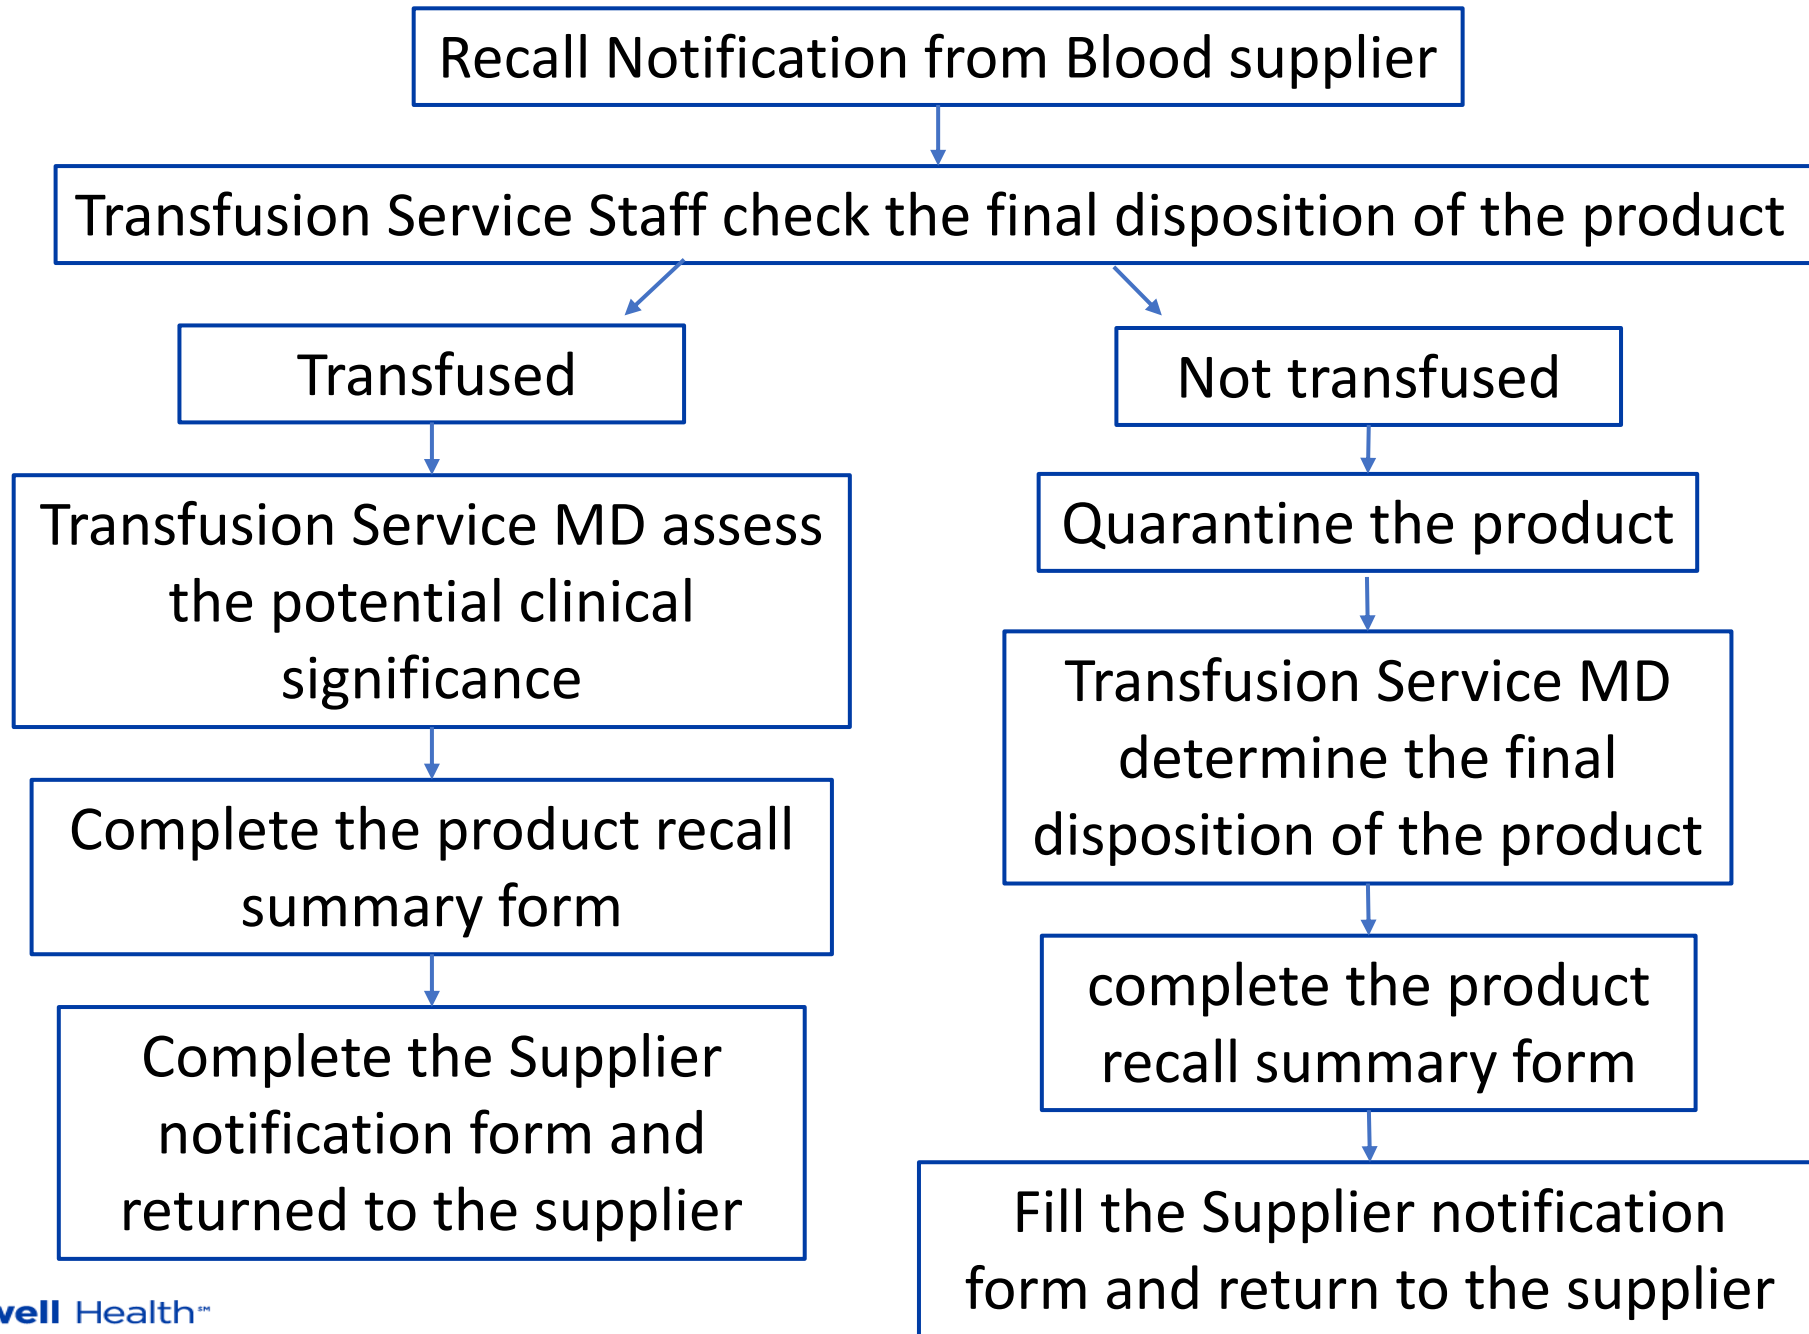 Recall Notification from Blood supplier
Transfusion Service Staff check the final disposition of the product
Transfused
Transfusion Service MD assess
the potential clinical
significance
Complete the product recall
summary form
Complete the Supplier
notification form and
returned to the supplier
Not transfused
Quarantine the product
Transfusion Service MD
determine the final
disposition of the product
complete the product
recall summary form
Fill the Supplier notification
form and return to the supplier
well Health℠